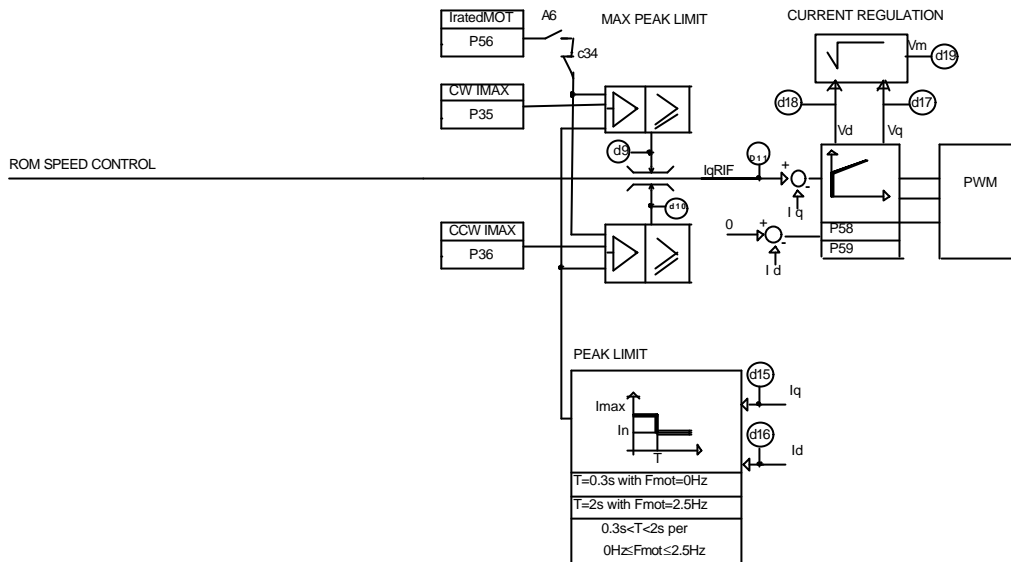 IratedMOT
P56
A6
c34
MAX PEAK LIMIT
CURRENT REGULATION
Vm
d19
CW IMAX
P35
d18
d17
Vd
Vq
d9
ROM SPEED CONTROL
IqRIF
D11
+
-
I q
PWM
d10
CCW IMAX
P36
0
+
-
I d
P58
P59
PEAK LIMIT
Imax
In
T
d15
Iq
d16
Id
T=0.3s with Fmot=0Hz
T=2s with Fmot=2.5Hz
0.3s<T<2s per
0Hz≤Fmot≤2.5Hz